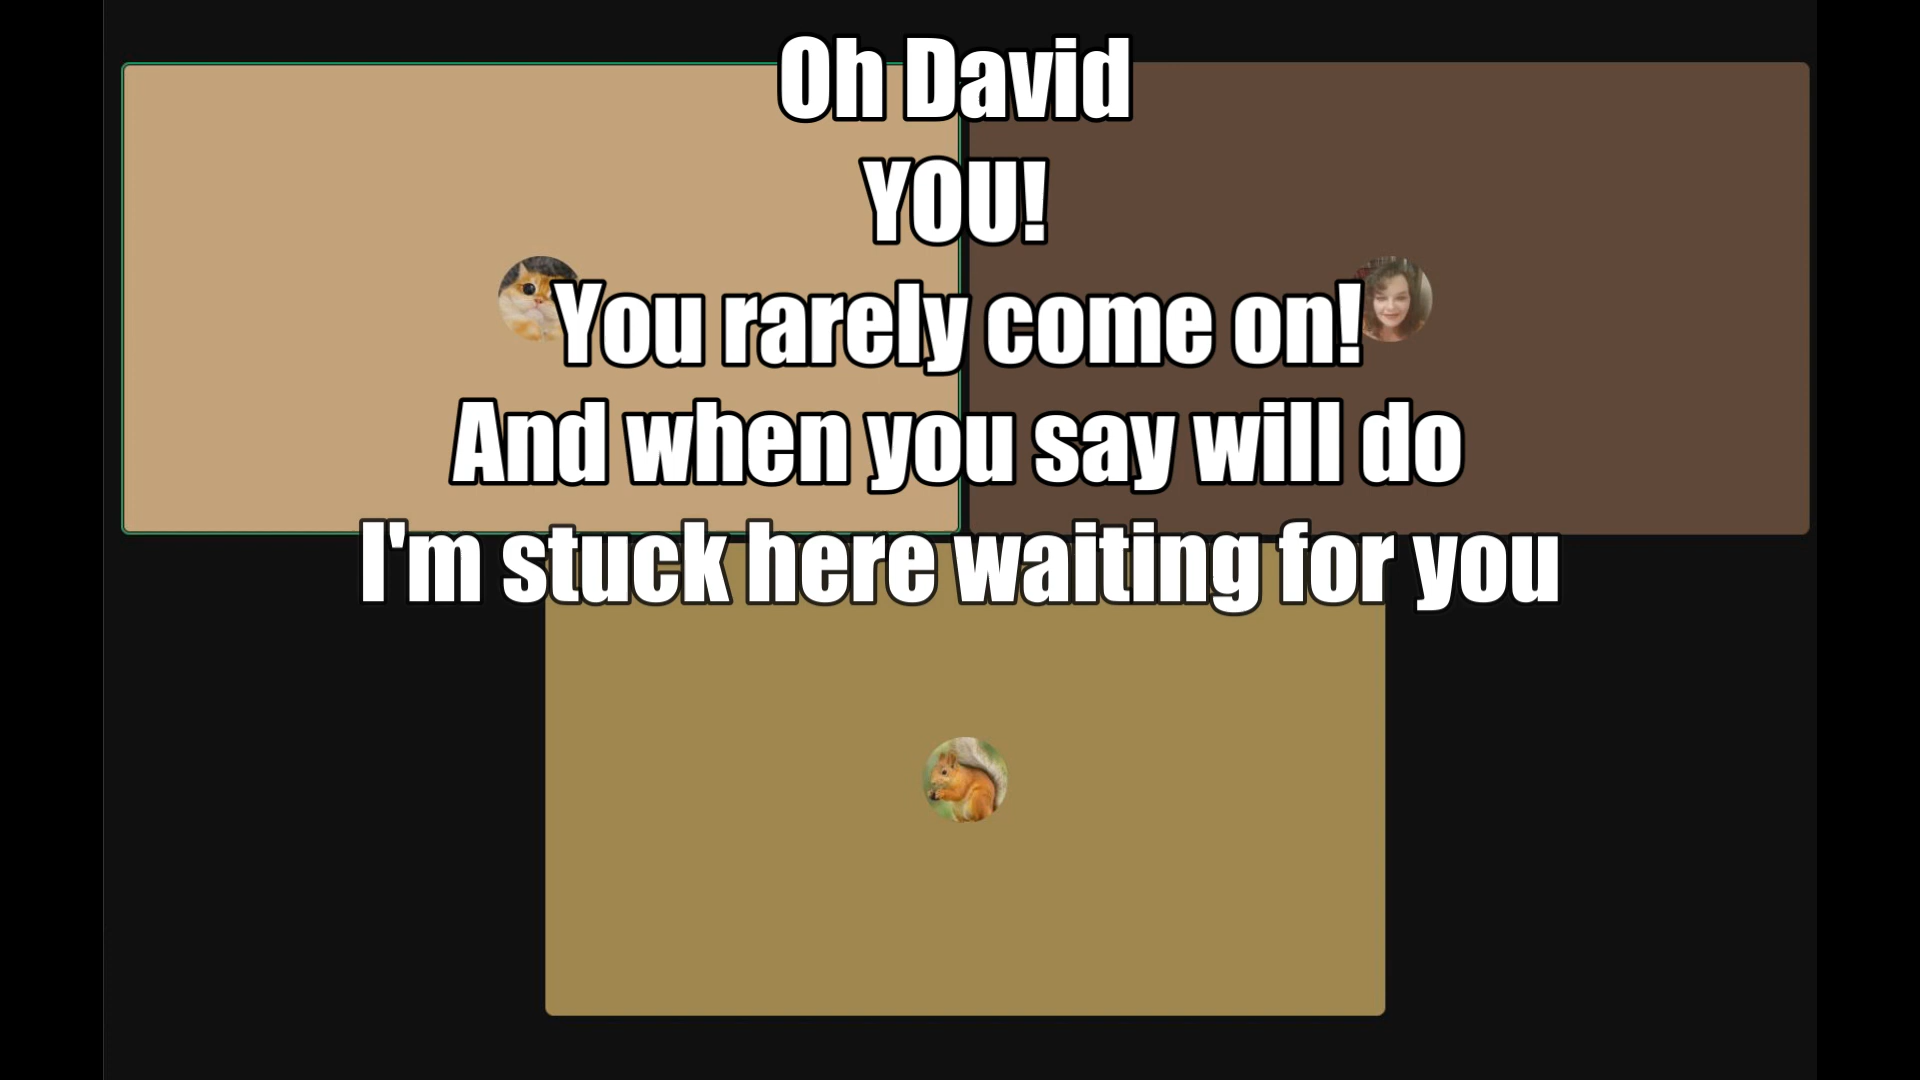 Oh David
YOU!
You rarely come on!
And when you say will do
I'm stuck here waiting for you